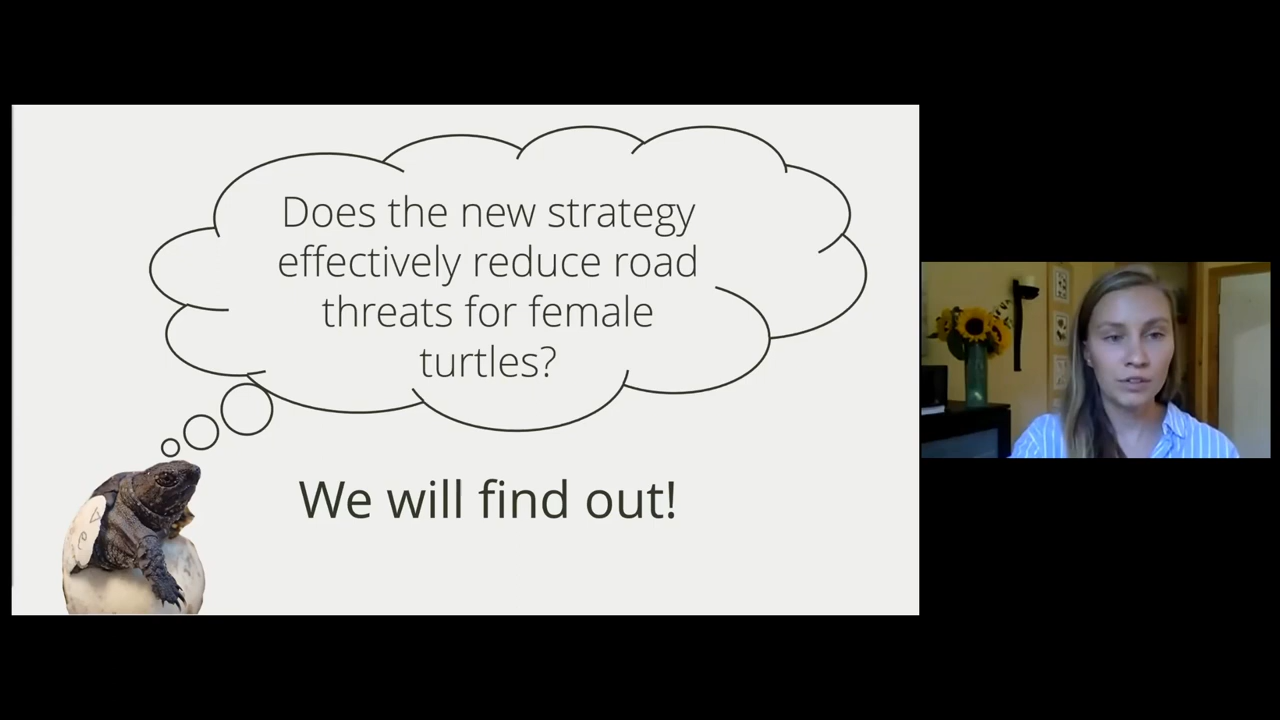 Does the new strategy
effectively reduce road
threats for female
turtles?
We will find out!